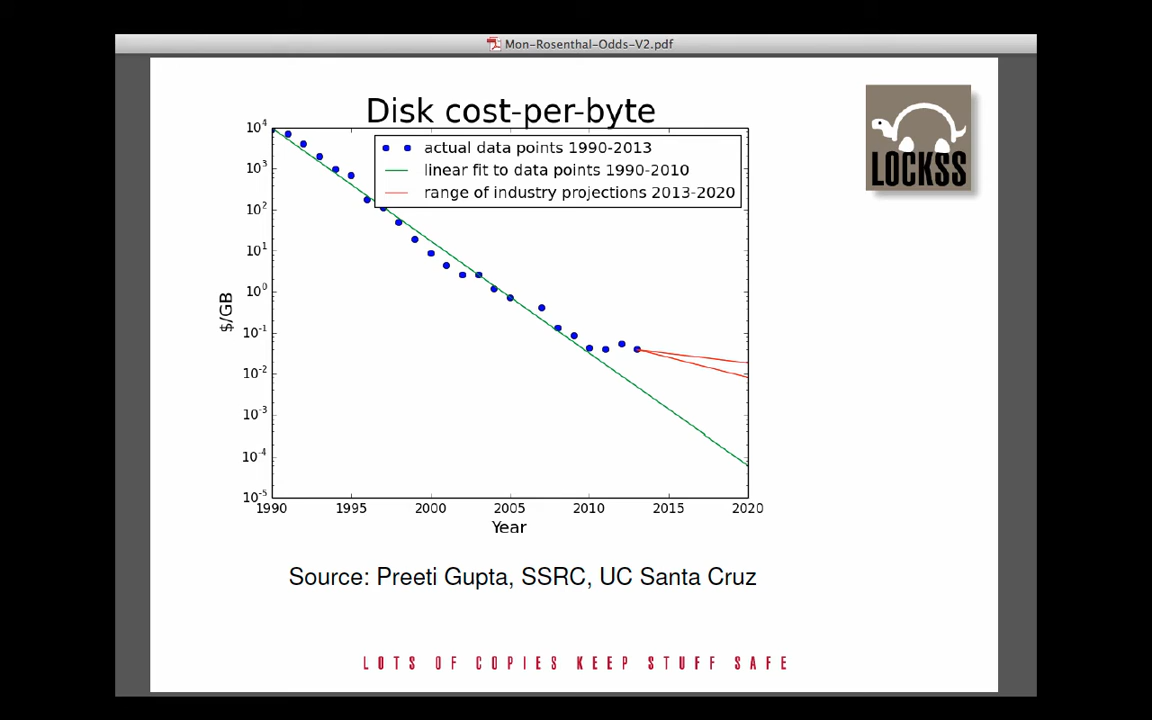 Mon-Rosenthal-Odds-V2.pdf
Disk cost-per-byte
LOCKSS
actual data points 1990-2013
linear fit to data points 1990-2010
range of industry projections 2013-2020
10^4
10^3
10^2
10^1
10^0
10^-1
10^-2
10^-3
10^-4
10^-5
$/GB
1990 1995 2000 2005 2010 2015 2020
Year
Source: Preeti Gupta, SSRC, UC Santa Cruz
LOTS OF COPIES KEEP STUFF SAFE